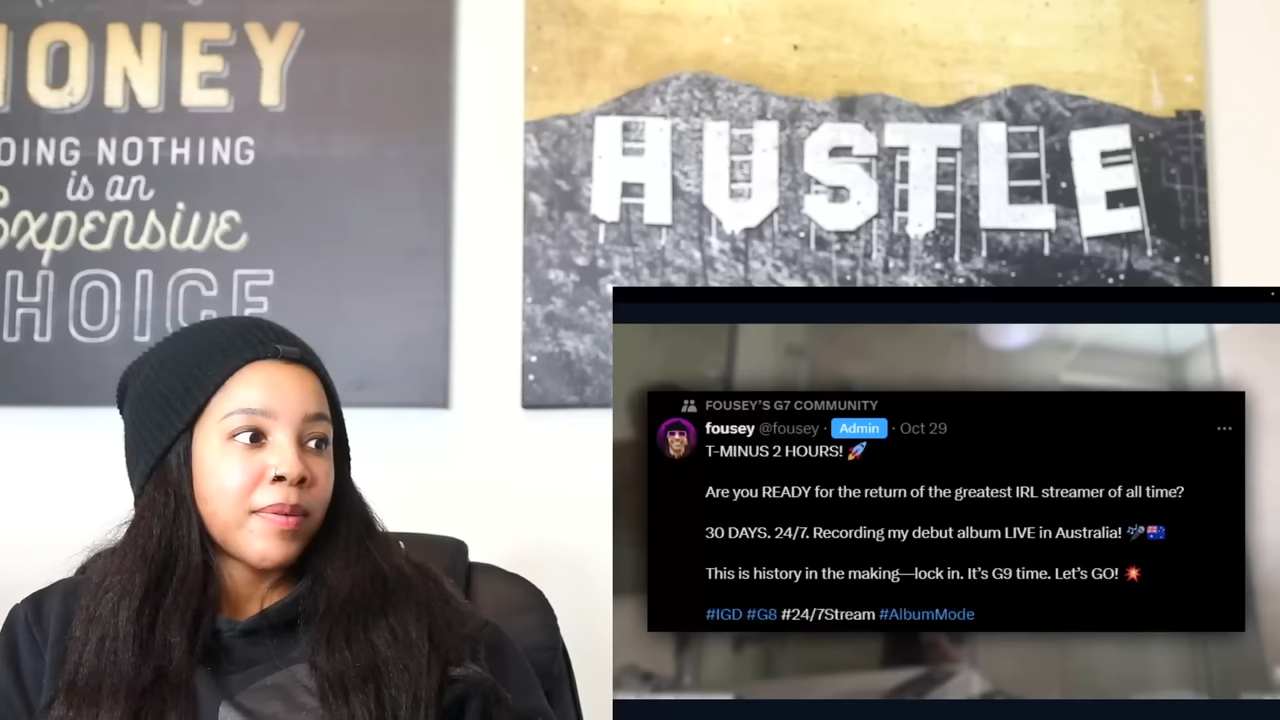 MONEY
DOING NOTHING
is an
Expensive
CHOICE
HUSTLE
FOUSEY'S G7 COMMUNITY
fousey @fousey · Admin · Oct 29 ...
T-MINUS 2 HOURS! 🚀
Are you READY for the return of the greatest IRL streamer of all time?
30 DAYS. 24/7. Recording my debut album LIVE in Australia! 🎤🇦🇺
This is history in the making—lock in. It's G9 time. Let's GO! 💥
#IGD #G8 #24/7Stream #AlbumMode